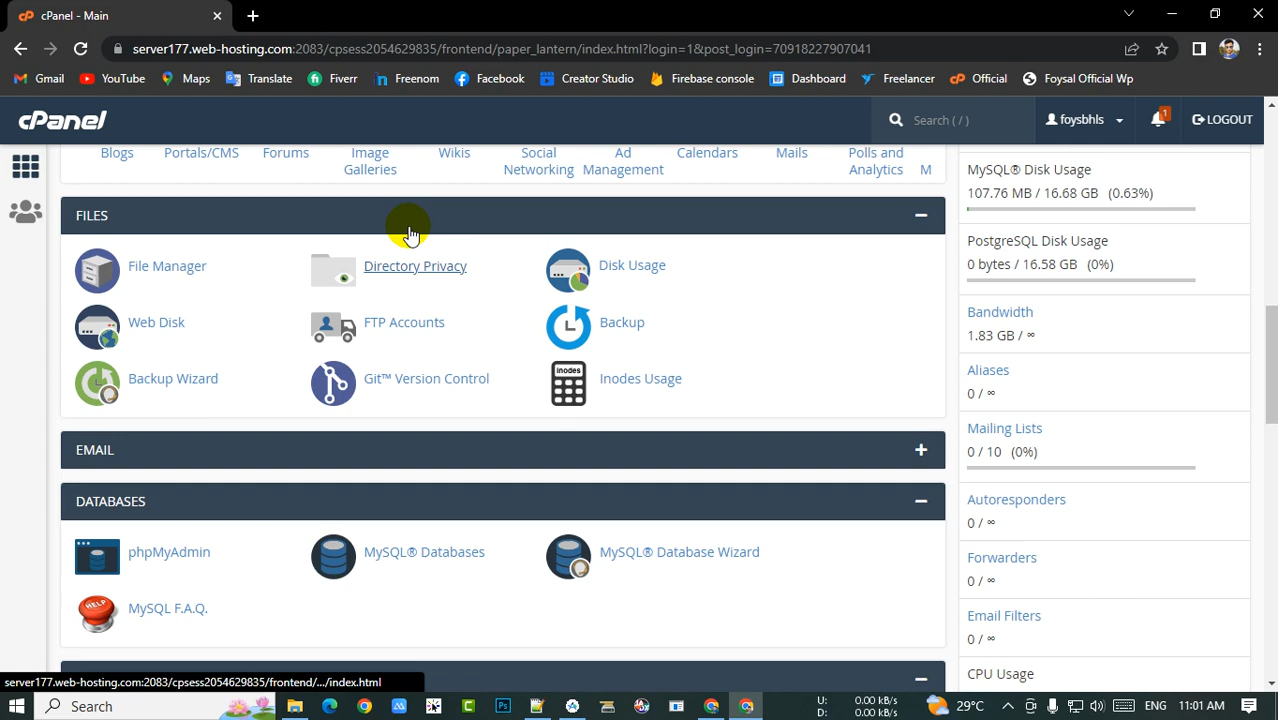 cPanel - Main
server177.web-hosting.com:2083/cpsess2054629835/frontend/paper_lantern/index.html?login=1&post_login=70918227907041
Gmail YouTube Maps Translate Fiverr Freenom Facebook Creator Studio Firebase console Dashboard Freelancer Official Foysal Official Wp
cPanel Search ( / ) foysbhls 1 LOGOUT
Blogs Portals/CMS Forums Image Galleries Wikis Social Networking Ad Management Calendars Mails Polls and Analytics M
FILES
File Manager Directory Privacy Disk Usage
Web Disk FTP Accounts Backup
Backup Wizard Git™ Version Control inodes Inodes Usage
EMAIL
DATABASES
phpMyAdmin MySQL® Databases MySQL® Database Wizard
HELP MySQL F.A.Q.
MySQL® Disk Usage
107.76 MB / 16.68 GB (0.63%)
PostgreSQL Disk Usage
0 bytes / 16.58 GB (0%)
Bandwidth
1.83 GB / ∞
Aliases
0 / ∞
Mailing Lists
0 / 10 (0%)
Autoresponders
0 / ∞
Forwarders
0 / ∞
Email Filters
0 / ∞
CPU Usage
server177.web-hosting.com:2083/cpsess2054629835/frontend/.../index.html
Search U: 0.00 kB/s 29°C ENG 11:01 AM
D: 0.00 kB/s